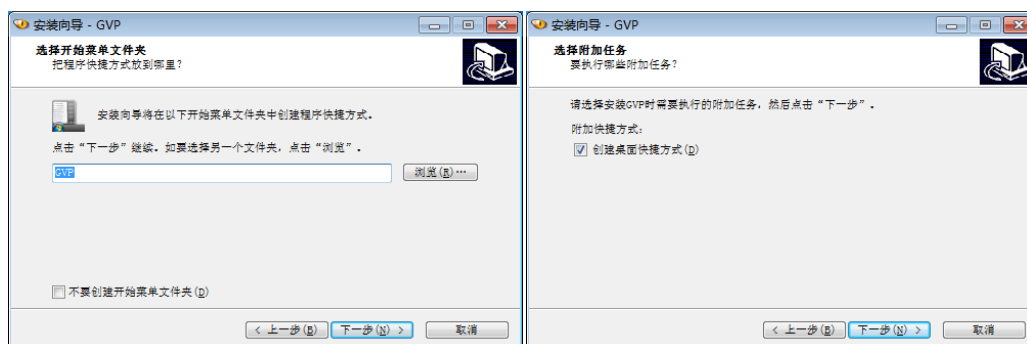 安装向导 - GVP
选择开始菜单文件夹
把程序快捷方式放到哪里?
安装向导将在以下开始菜单文件夹中创建程序快捷方式。
点击“下一步”继续。如要选择另一个文件夹，点击“浏览”。
GVP
浏览(R)…
不要创建开始菜单文件夹(D)
< 上一步(B)
下一步(N) >
取消
安装向导 - GVP
选择附加任务
要执行哪些附加任务?
请选择安装GVP时需要执行的附加任务，然后点击“下一步”。
附加快捷方式:
创建桌面快捷方式(D)
< 上一步(B)
下一步(N) >
取消